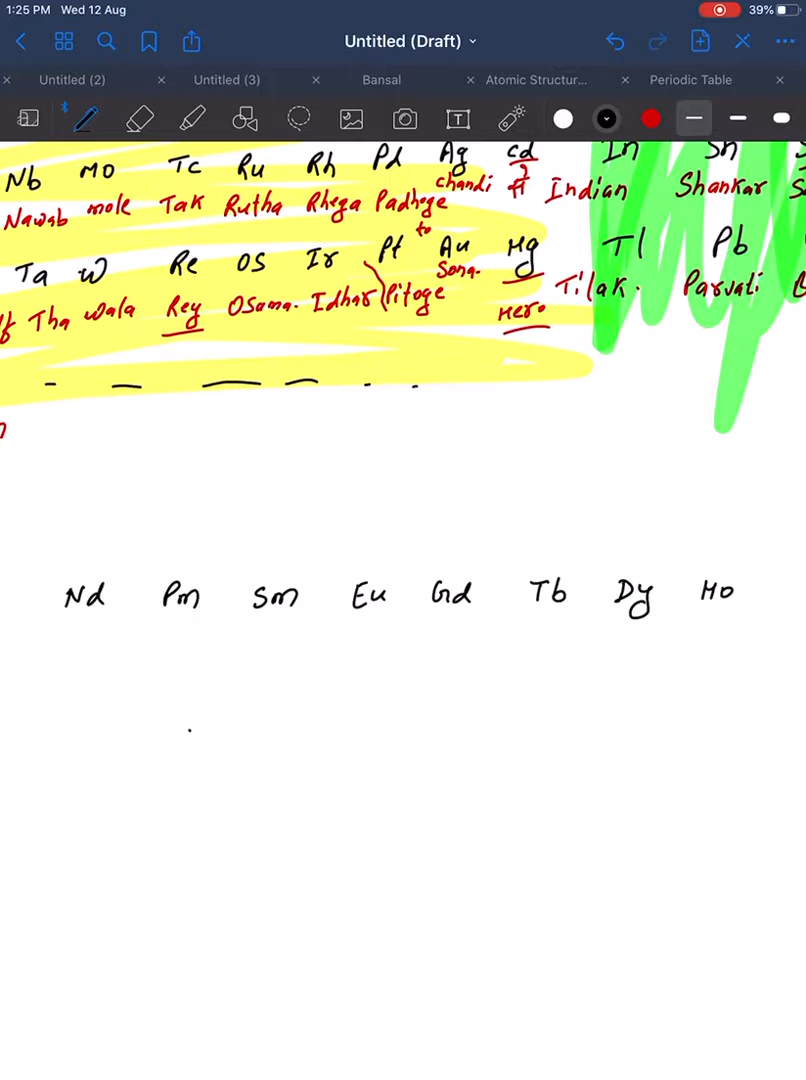 1:25 PM Wed 12 Aug 39%
Untitled (Draft)
Untitled (2) Untitled (3) Bansal Atomic Structur... Periodic Table
Nb Mo Tc Ru Rh Pd Ag Cd In Sn
Nawab mole Tak Rutha Rhega Padhoge chandi Indian Shankar
to
Ta W Re Os Ir Pt Au Hg Tl Pb
Tha wala Rey Osama. Idhar Pitoge Sona. Hero Tilak. Parvati
Nd Pm Sm Eu Gd Tb Dy Ho